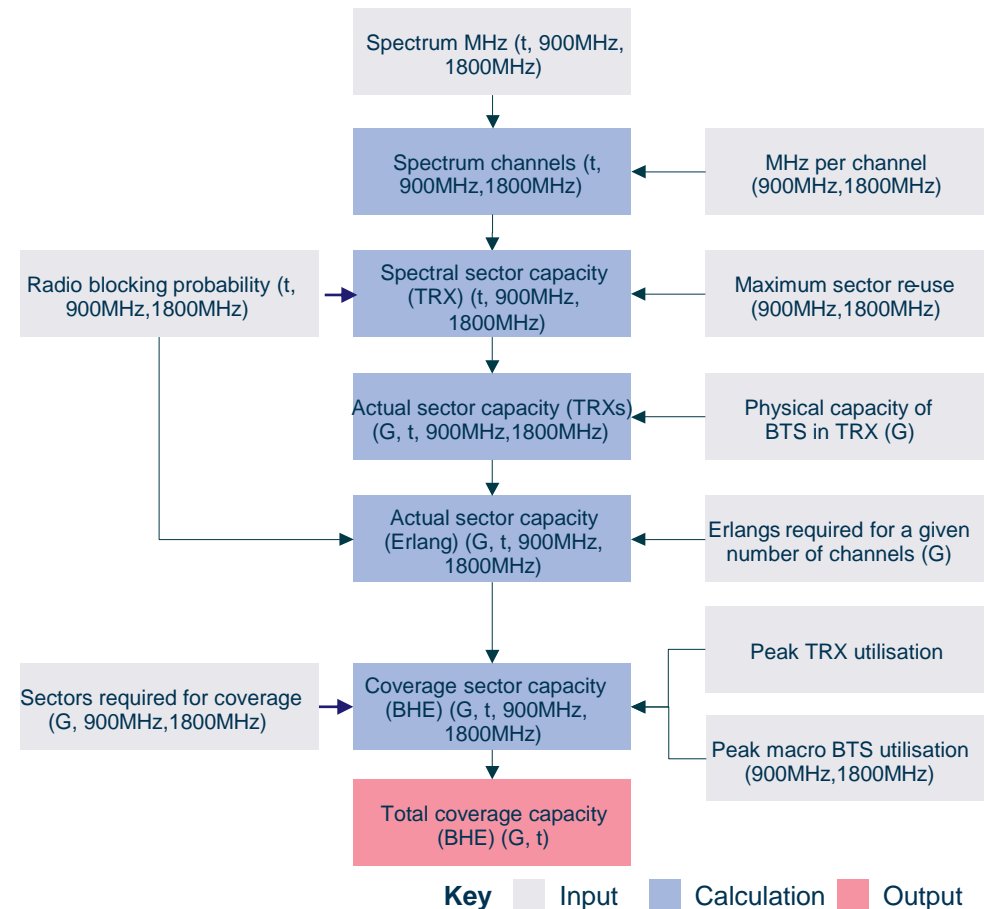 Spectrum MHz (t, 900MHz,
1800MHz)
Spectrum channels (t,
900MHz,1800MHz)
MHz per channel
(900MHz,1800MHz)
Radio blocking probability (t,
900MHz,1800MHz)
Spectral sector capacity
(TRX) (t, 900MHz,
1800MHz)
Maximum sector re-use
(900MHz,1800MHz)
Actual sector capacity (TRXs)
(G, t, 900MHz,1800MHz)
Physical capacity of
BTS in TRX (G)
Actual sector capacity
(Erlang) (G, t, 900MHz,
1800MHz)
Erlangs required for a given
number of channels (G)
Peak TRX utilisation
Sectors required for coverage
(G, 900MHz,1800MHz)
Coverage sector capacity
(BHE) (G, t, 900MHz,
1800MHz)
Peak macro BTS utilisation
(900MHz,1800MHz)
Total coverage capacity
(BHE) (G, t)
Key Input Calculation Output